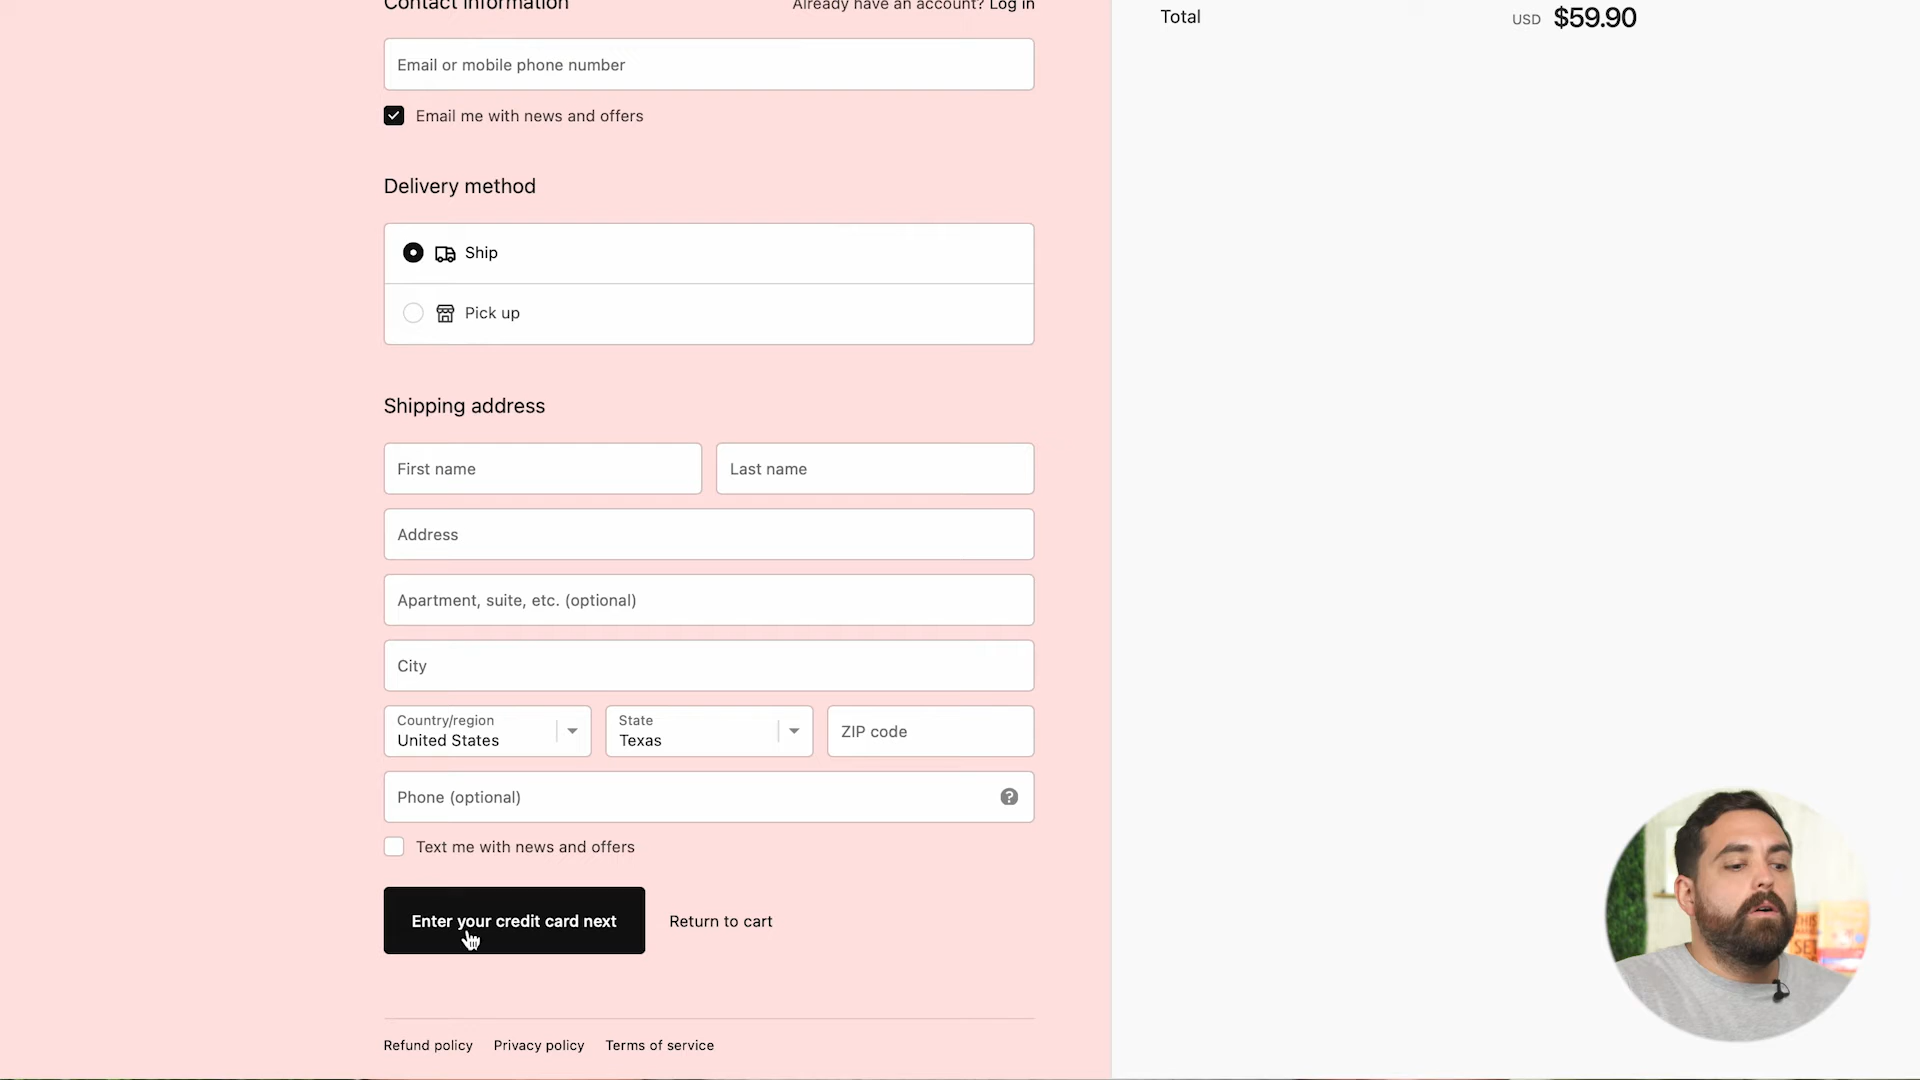 Contact information
Already have an account? Log in
Total
USD $59.90
Email or mobile phone number
Email me with news and offers
Delivery method
Ship
Pick up
Shipping address
First name
Last name
Address
Apartment, suite, etc. (optional)
City
Country/region
United States
State
Texas
ZIP code
Phone (optional)
?
Text me with news and offers
Enter your credit card next
Return to cart
Refund policy
Privacy policy
Terms of service
THIS
SET